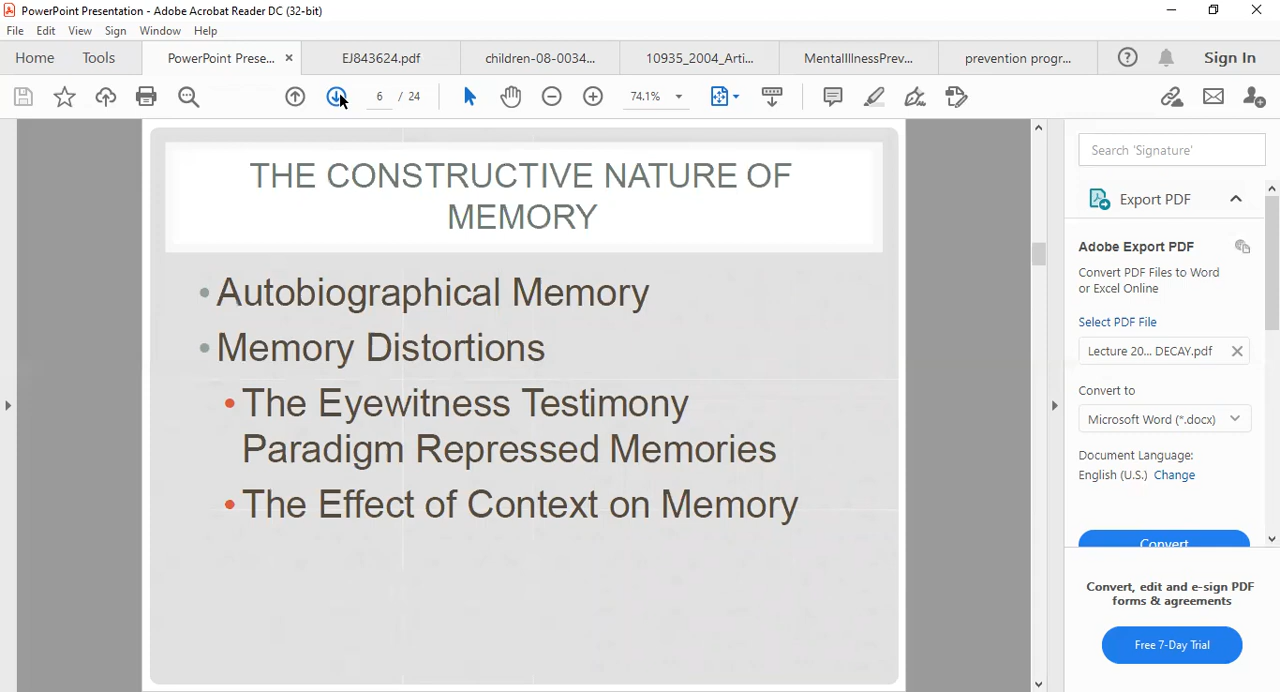 PowerPoint Presentation - Adobe Acrobat Reader DC (32-bit)
File Edit View Sign Window Help
Home Tools PowerPoint Prese... × EJ843624.pdf children-08-0034... 10935_2004_Arti... MentalIllnessPrev... prevention progr... Sign In
6 / 24 74.1%
THE CONSTRUCTIVE NATURE OF
MEMORY
• Autobiographical Memory
• Memory Distortions
• The Eyewitness Testimony
Paradigm Repressed Memories
• The Effect of Context on Memory
Search 'Signature'
Export PDF
Adobe Export PDF
Convert PDF Files to Word
or Excel Online
Select PDF File
Lecture 20... DECAY.pdf
Convert to
Microsoft Word (*.docx)
Document Language:
English (U.S.) Change
Convert
Convert, edit and e-sign PDF
forms & agreements
Free 7-Day Trial